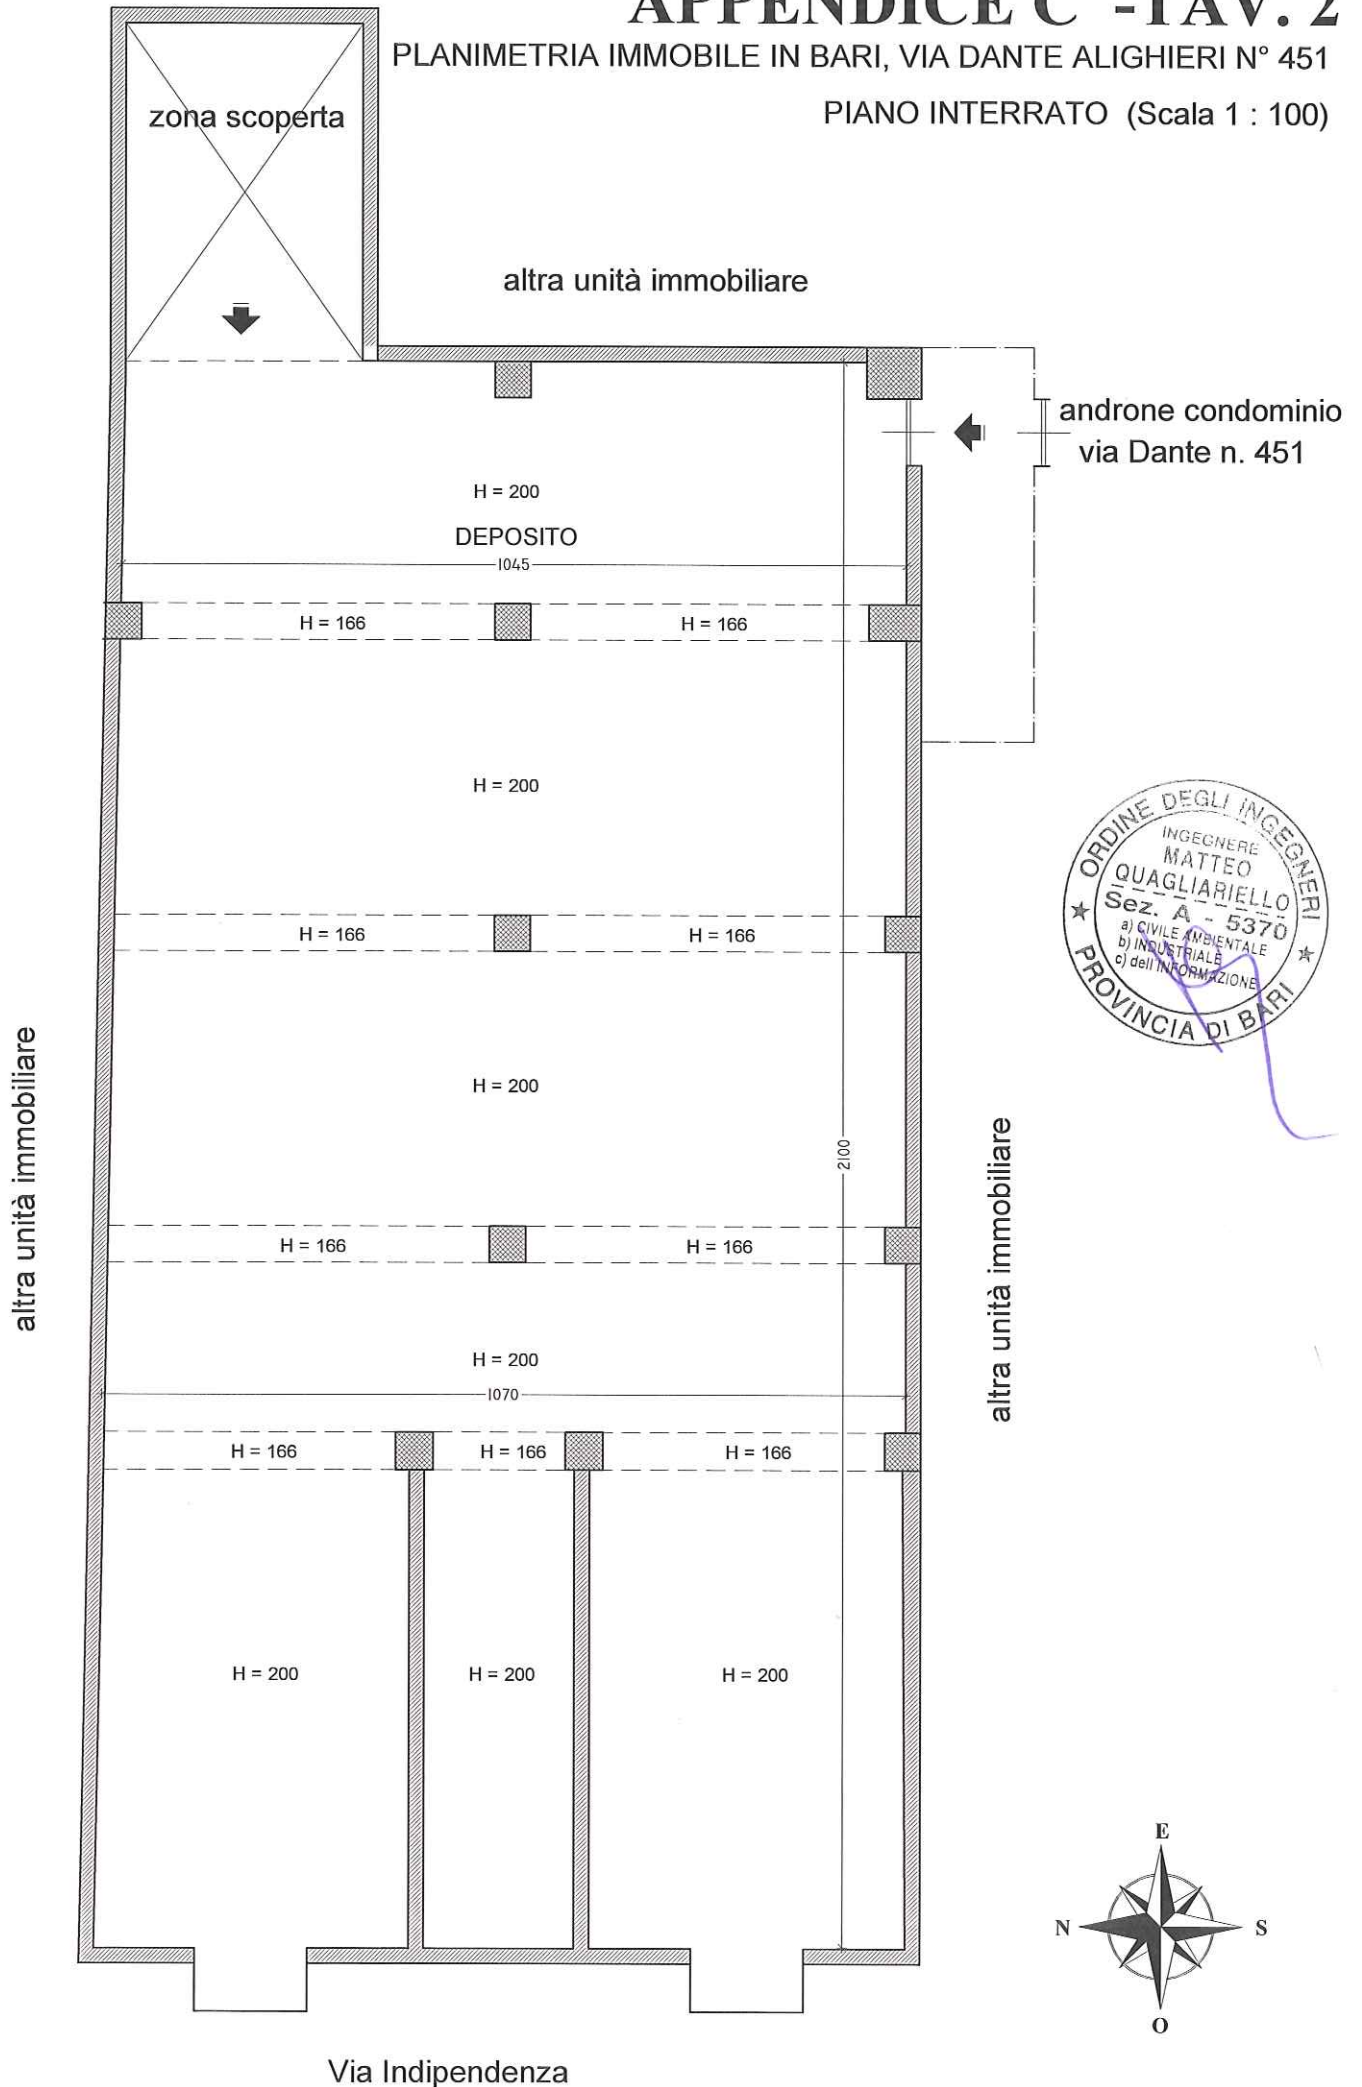 APPENDICE C - TAV. 2
PLANIMETRIA IMMOBILE IN BARI, VIA DANTE ALIGHIERI N° 451
PIANO INTERRATO (Scala 1 : 100)
zona scoperta
altra unità immobiliare
androne condominio
via Dante n. 451
H = 200
DEPOSITO
1045
H = 166
H = 166
H = 200
ORDINE DEGLI INGEGNERI
INGEGNERE
MATTEO
QUAGLIARIELLO
Sez. A - 5370
a) CIVILE AMBIENTALE
b) INDUSTRIALE
c) dell'INFORMAZIONE
PROVINCIA DI BARI
H = 166
H = 166
altra unità immobiliare
H = 200
2100
altra unità immobiliare
H = 166
H = 166
H = 200
1070
H = 166
H = 166
H = 166
H = 200
H = 200
H = 200
E
N
S
O
Via Indipendenza